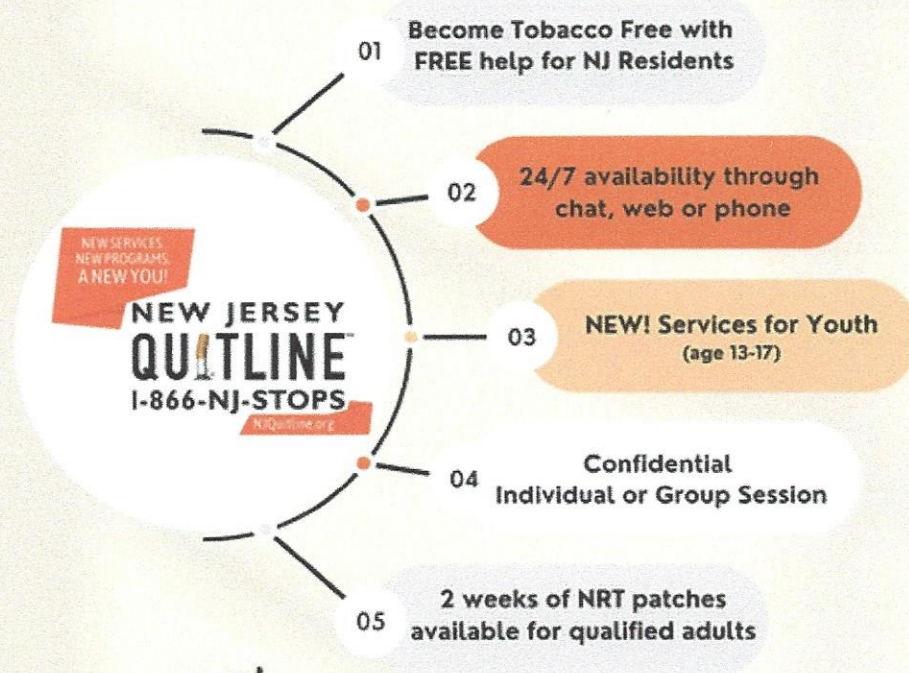 01
Become Tobacco Free with
FREE help for NJ Residents
02
24/7 availability through
chat, web or phone
NEW SERVICES.
NEW PROGRAMS.
A NEW YOU!
NEW JERSEY
QUITLINE™
1-866-NJ-STOPS
NJQuitline.org
03
NEW! Services for Youth
(age 13-17)
04
Confidential
Individual or Group Session
05
2 weeks of NRT patches
available for qualified adults